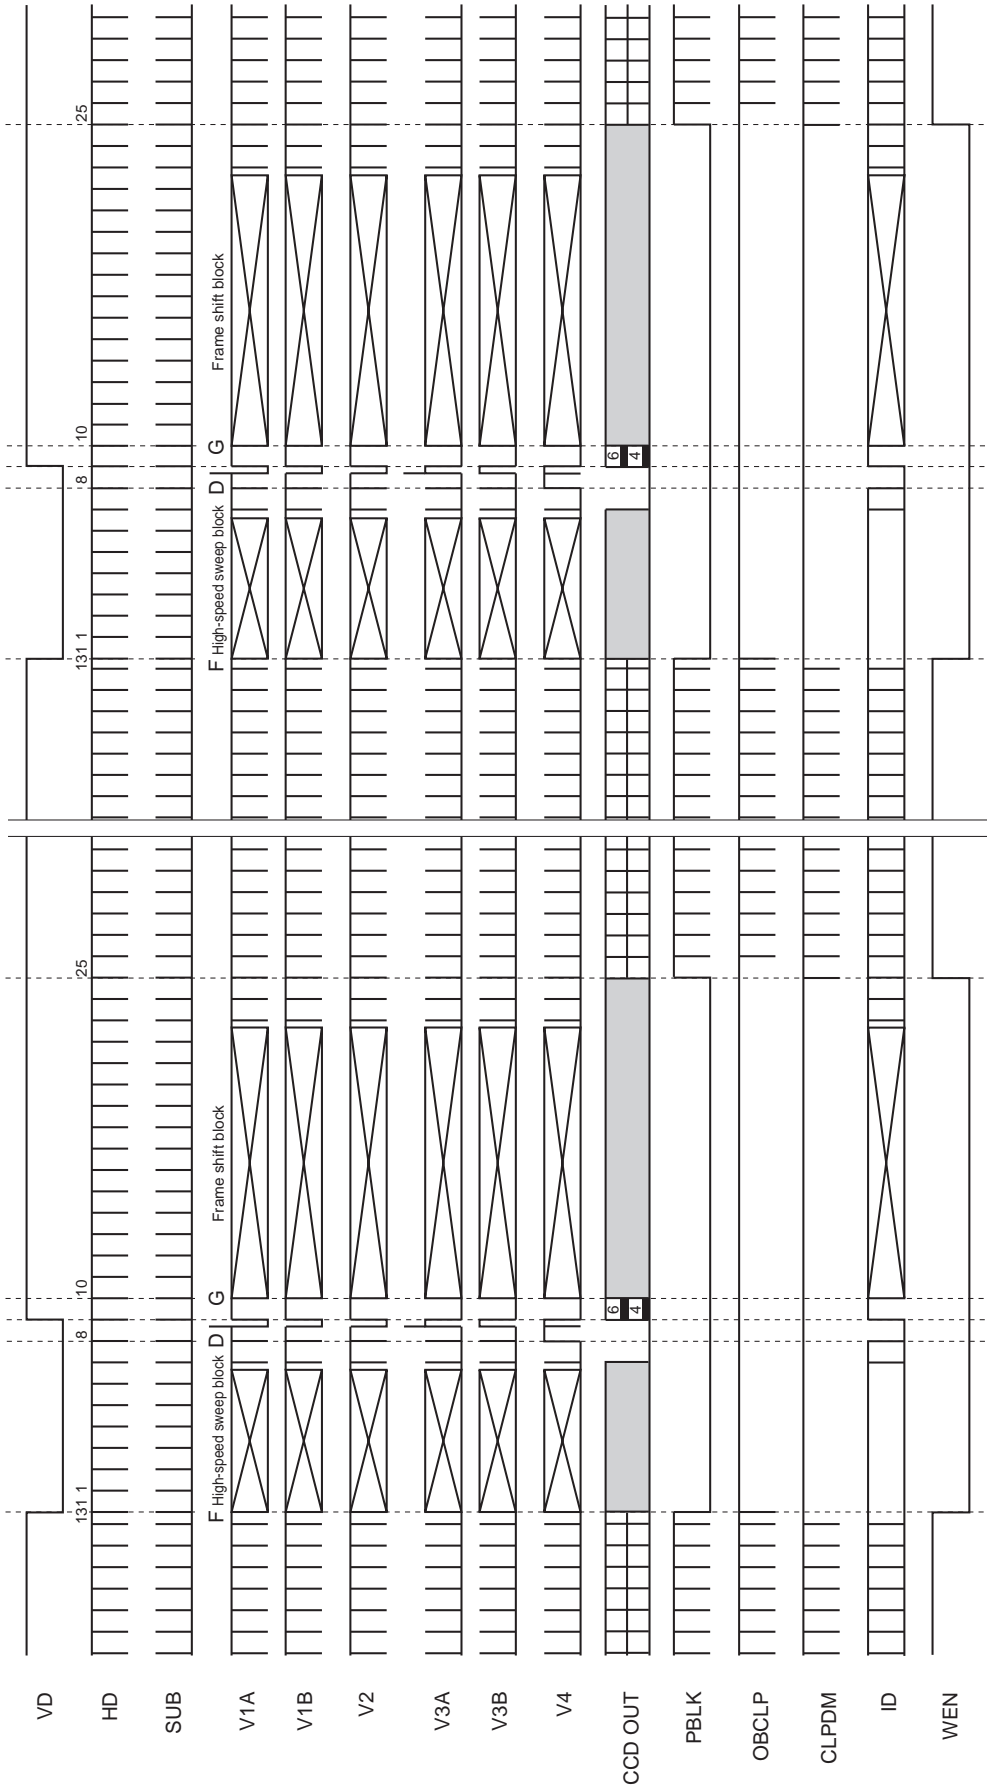 VD
131 1 8 10 25 131 1 8 10 25
HD
SUB
F High-speed sweep block D G Frame shift block F High-speed sweep block D G Frame shift block
V1A
V1B
V2
V3A
V3B
V4
6 6
CCD OUT
4 4
PBLK
OBCLP
CLPDM
ID
WEN